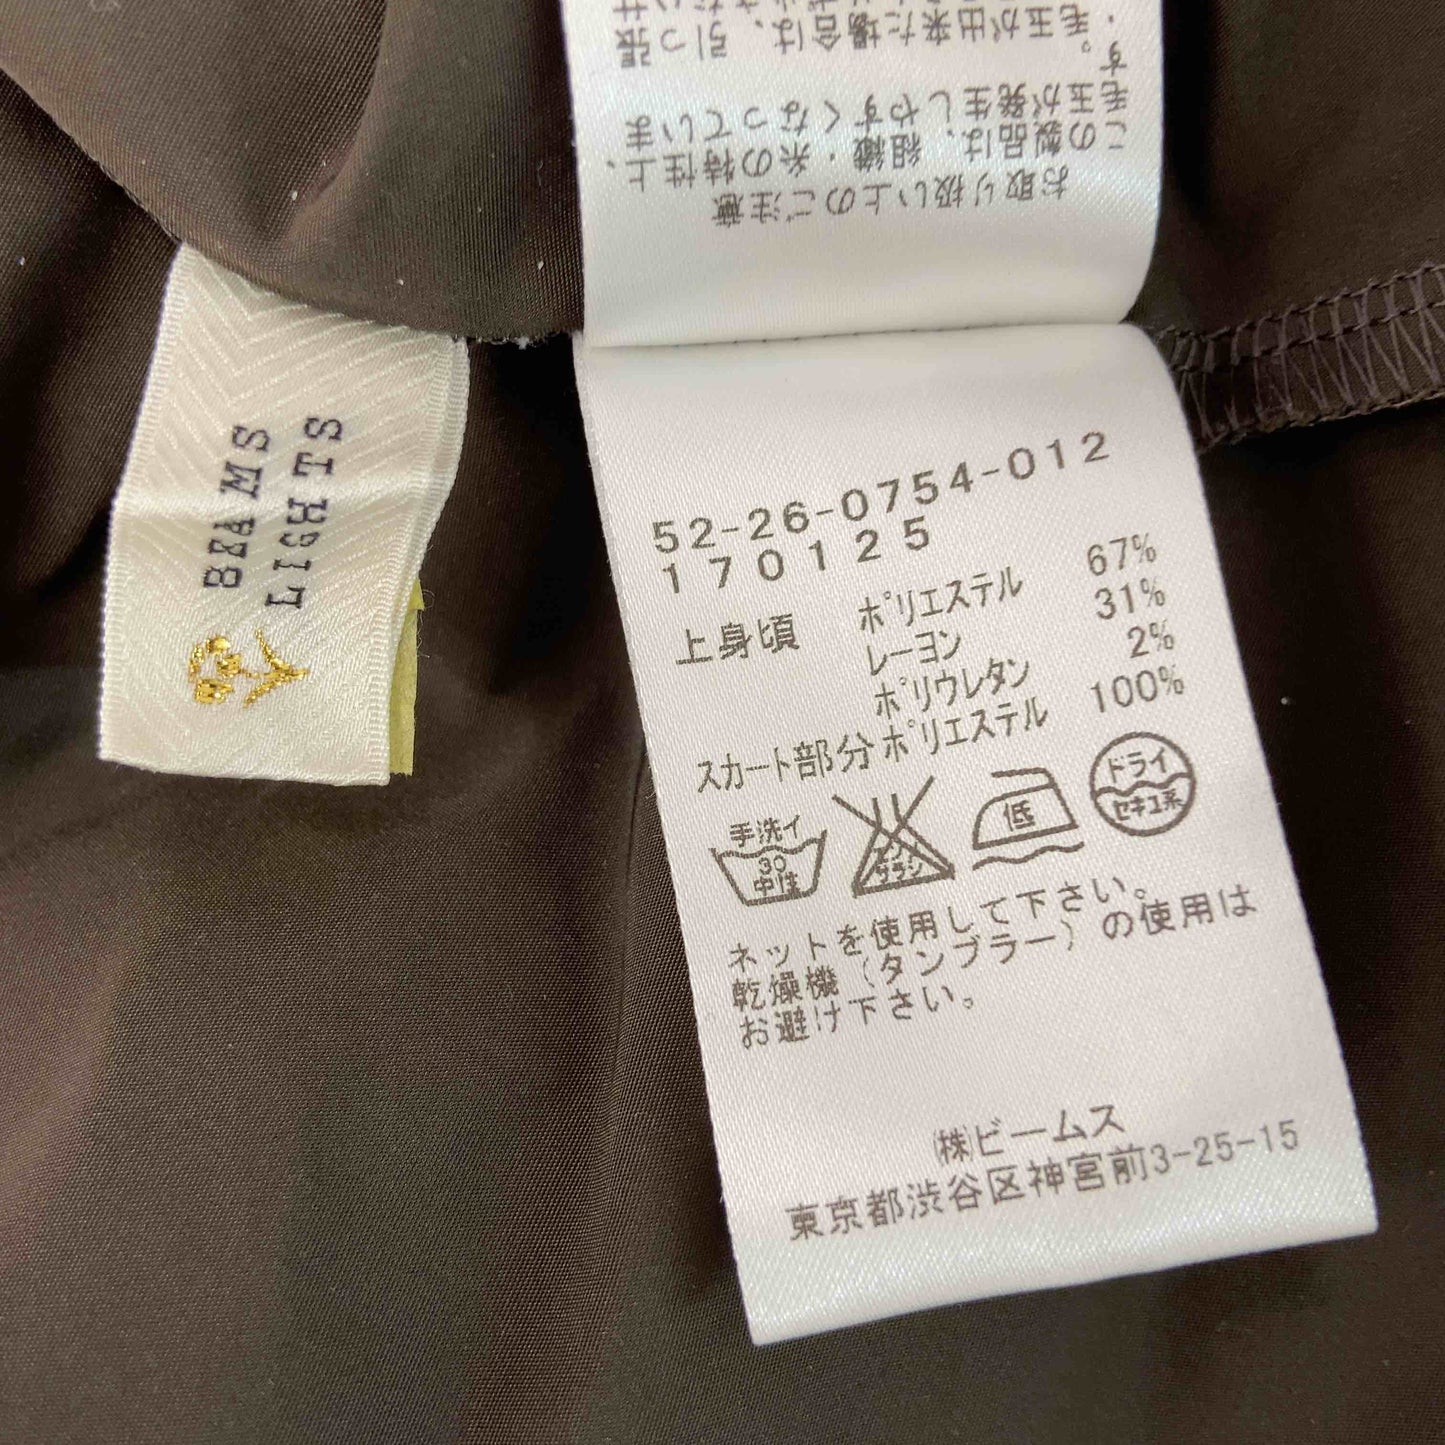 BEAMS
LIGHTS
お取り扱い上のご注意
この製品は、組織・糸の特性上、
毛玉が発生しやすくなっていま
す。
・毛玉が出来た場合は、引っ張
52-26-0754-012
170125
上身頃 ポリエステル 67%
レーヨン 31%
ポリウレタン 2%
スカート部分 ポリエステル 100%
手洗イ
30
中性
エンソ
サラシ
低
ドライ
セキユ系
ネットを使用して下さい。
乾燥機(タンブラー)の使用は
お避け下さい。
㈱ビームス
東京都渋谷区神宮前3-25-15